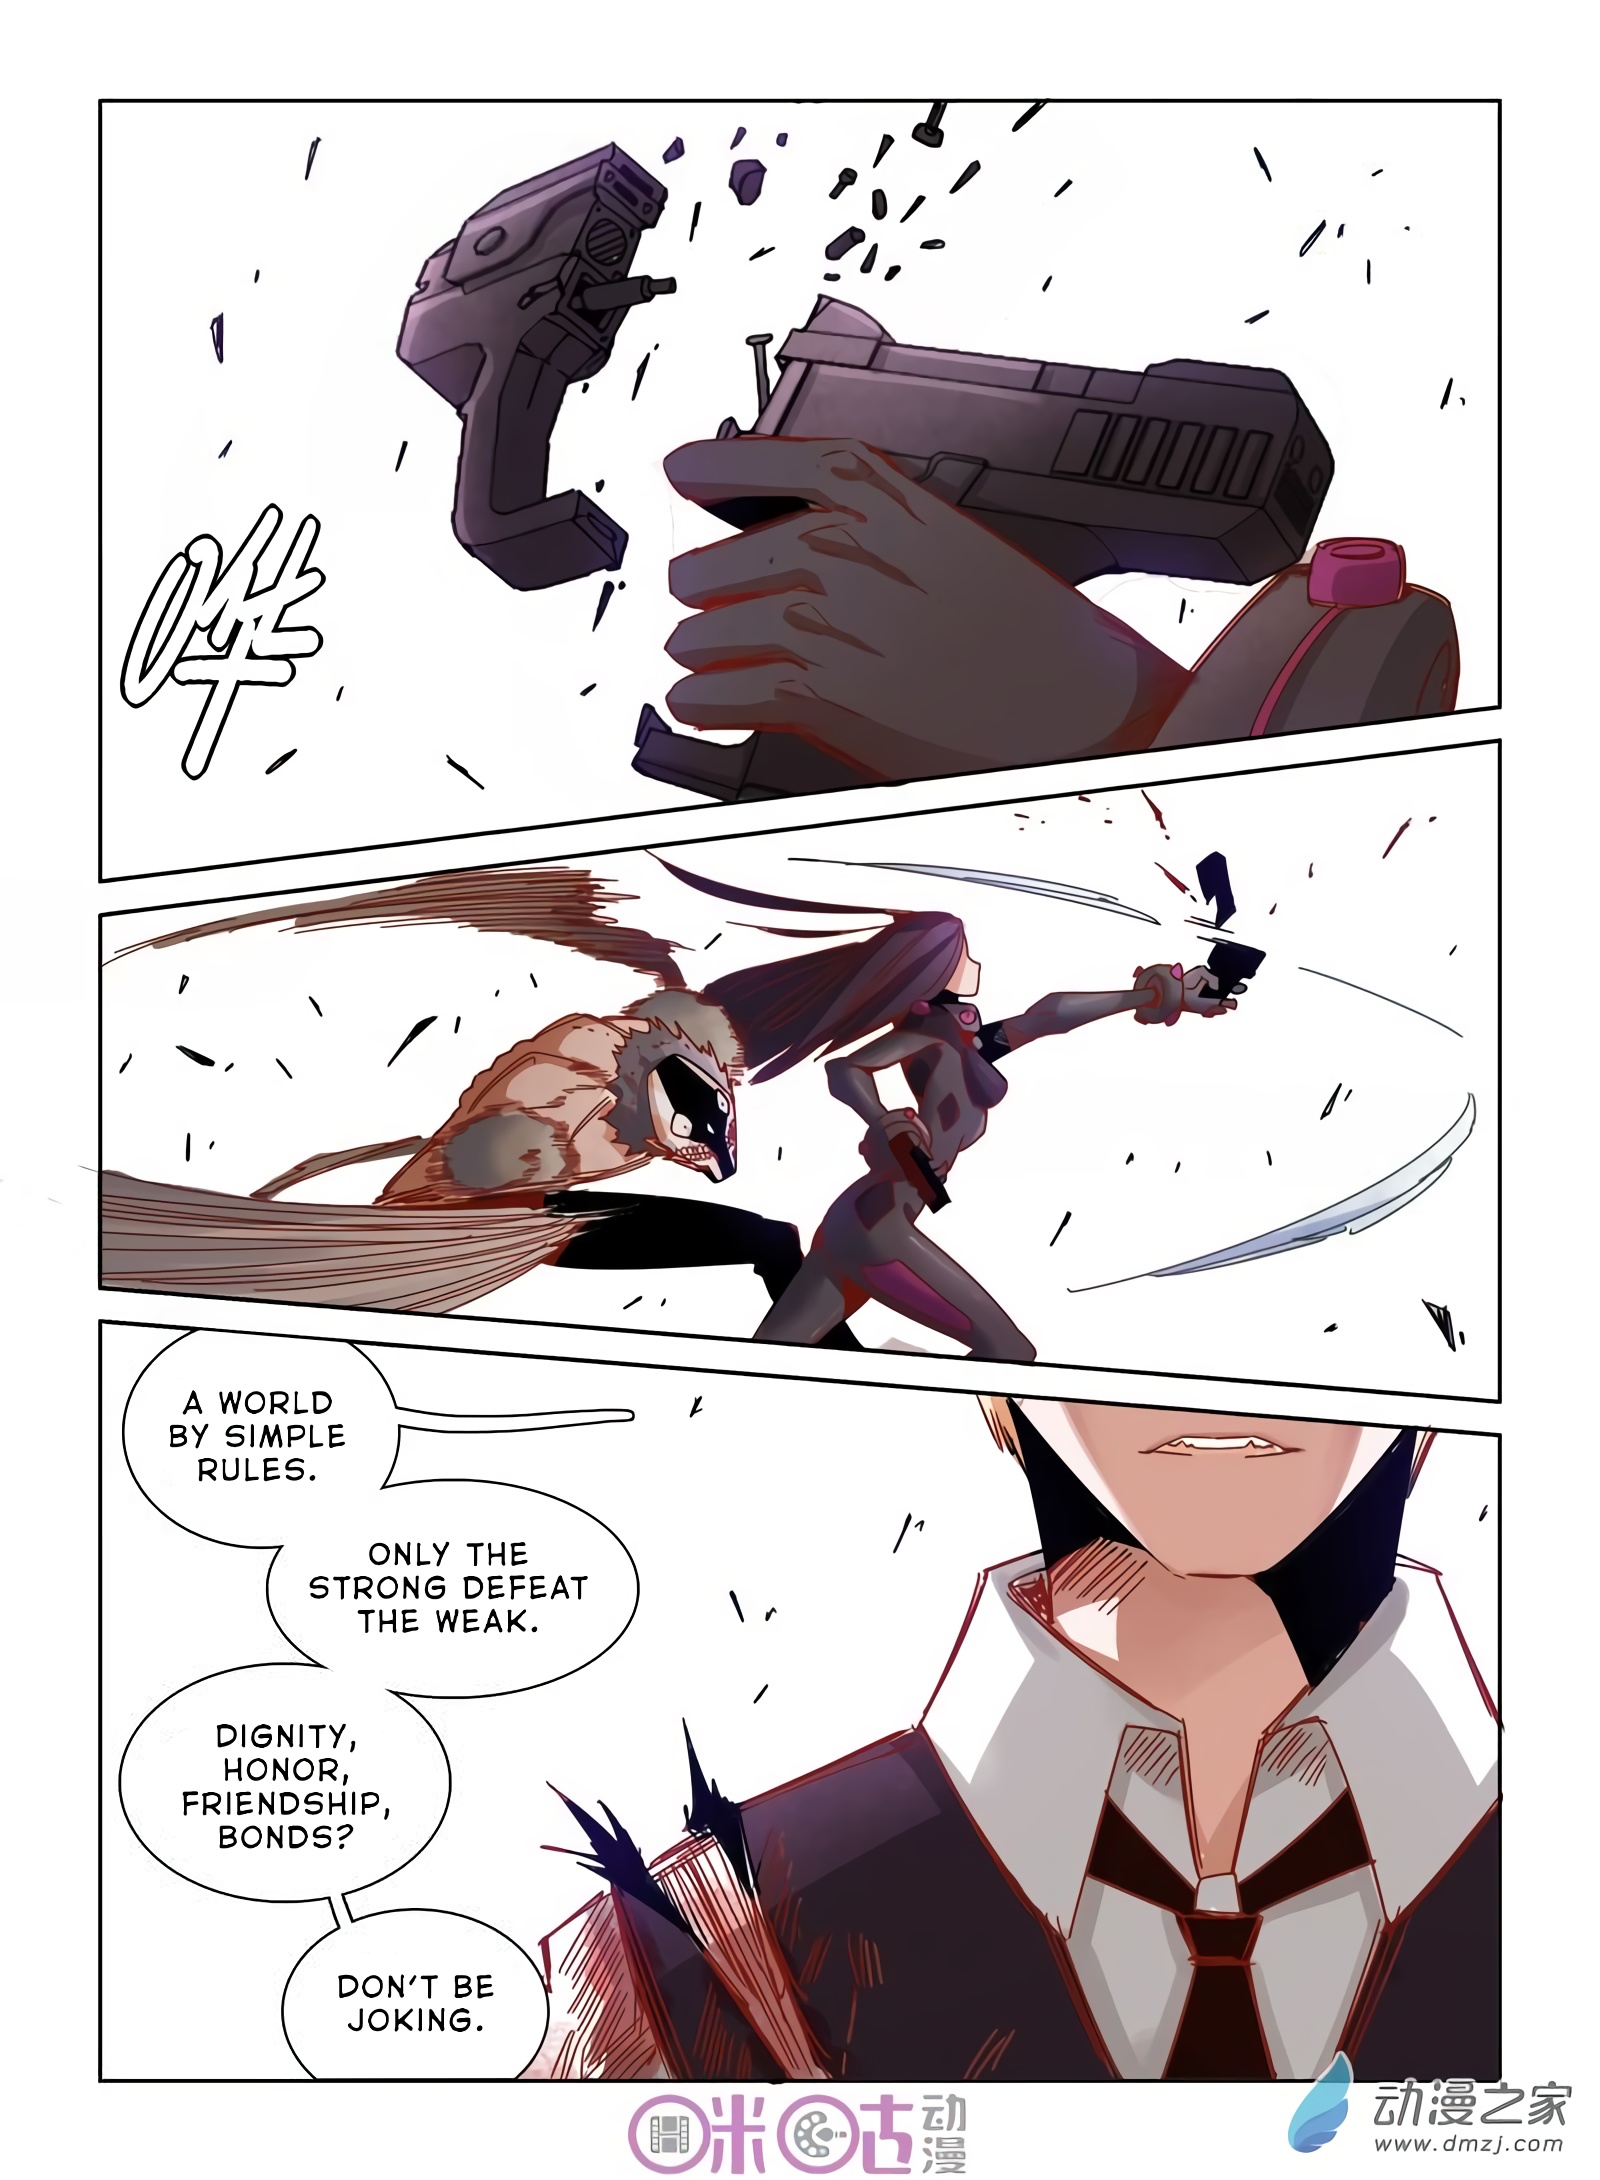 A WORLD
BY SIMPLE
RULES.
ONLY THE
STRONG DEFEAT
THE WEAK.
DIGNITY,
HONOR,
FRIENDSHIP,
BONDS?
DON'T BE
JOKING.
咪咕动漫
动漫之家
www.dmzj.com